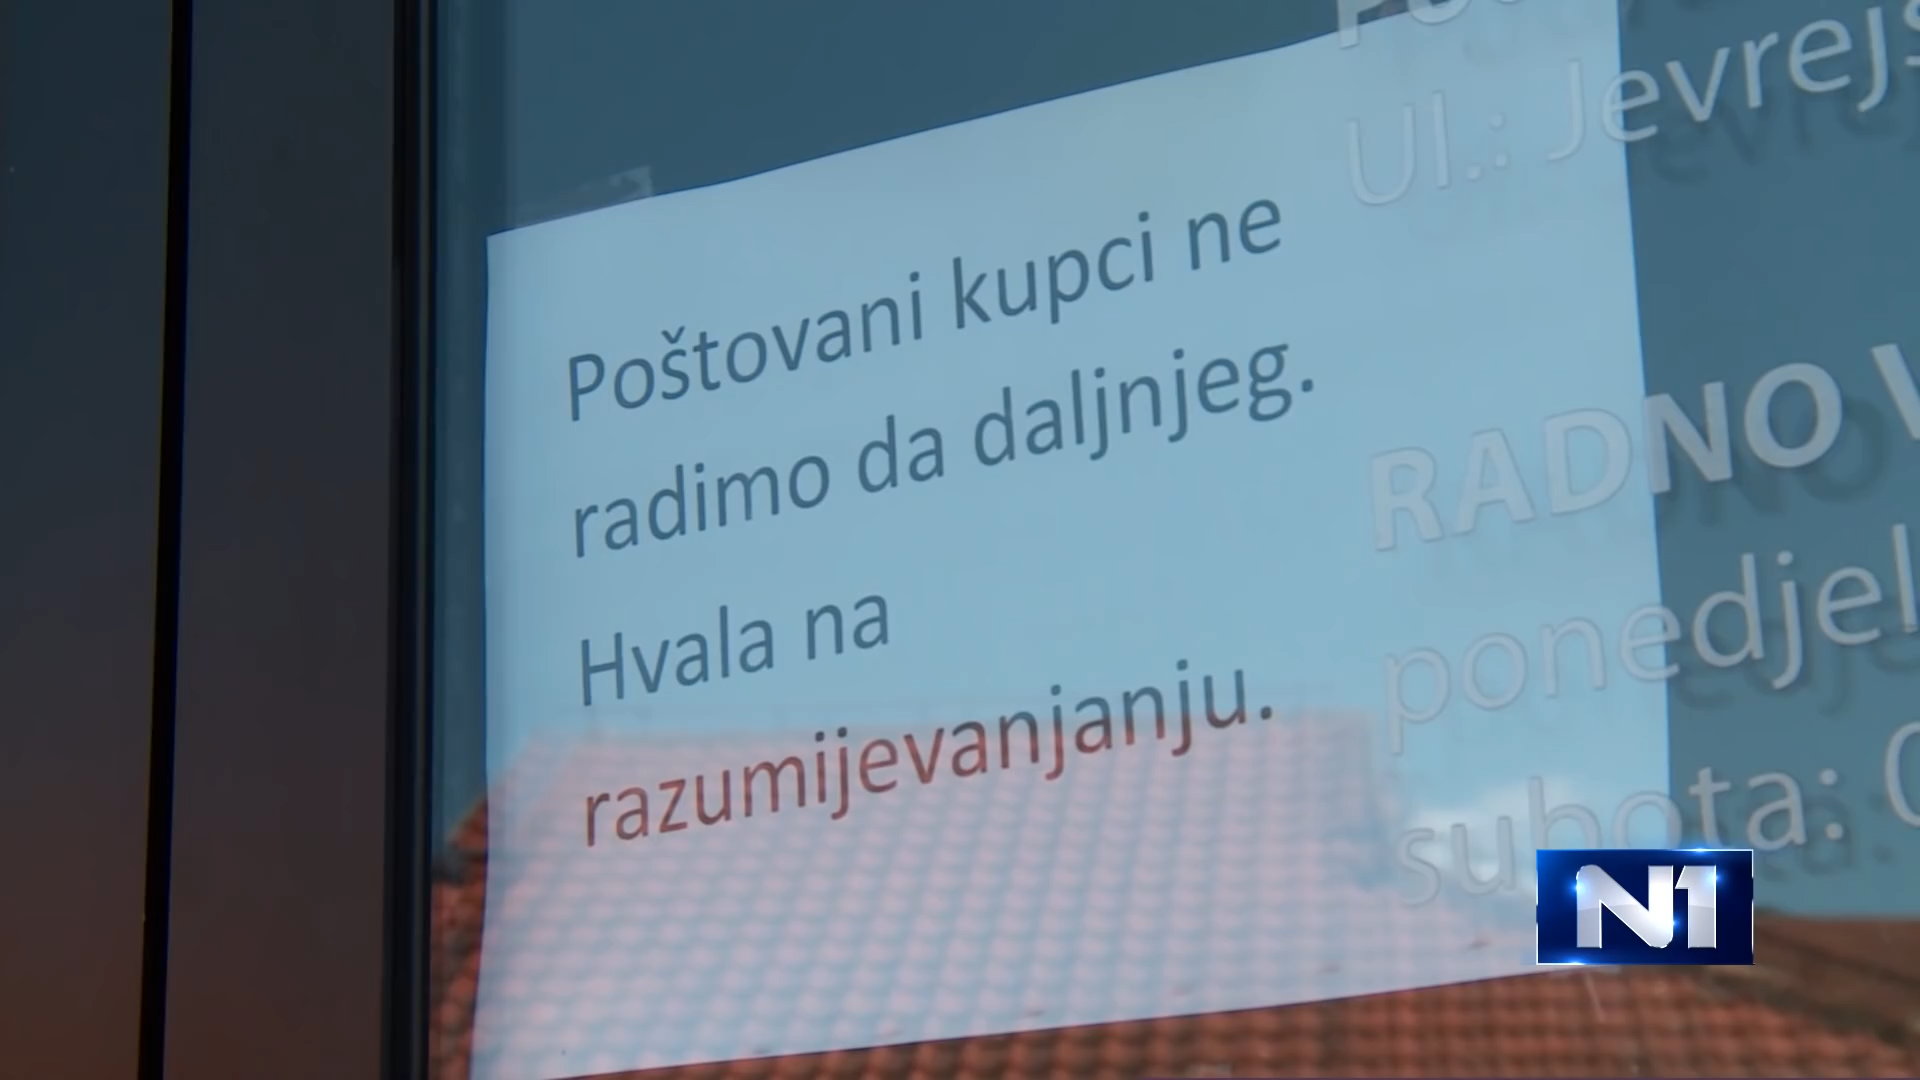 Poštovani kupci ne
radimo da daljnjeg.
Hvala na
razumijevanjanju.
Ul.: Jevrejs
RADNO V
ponedjel
subota: 0
N1